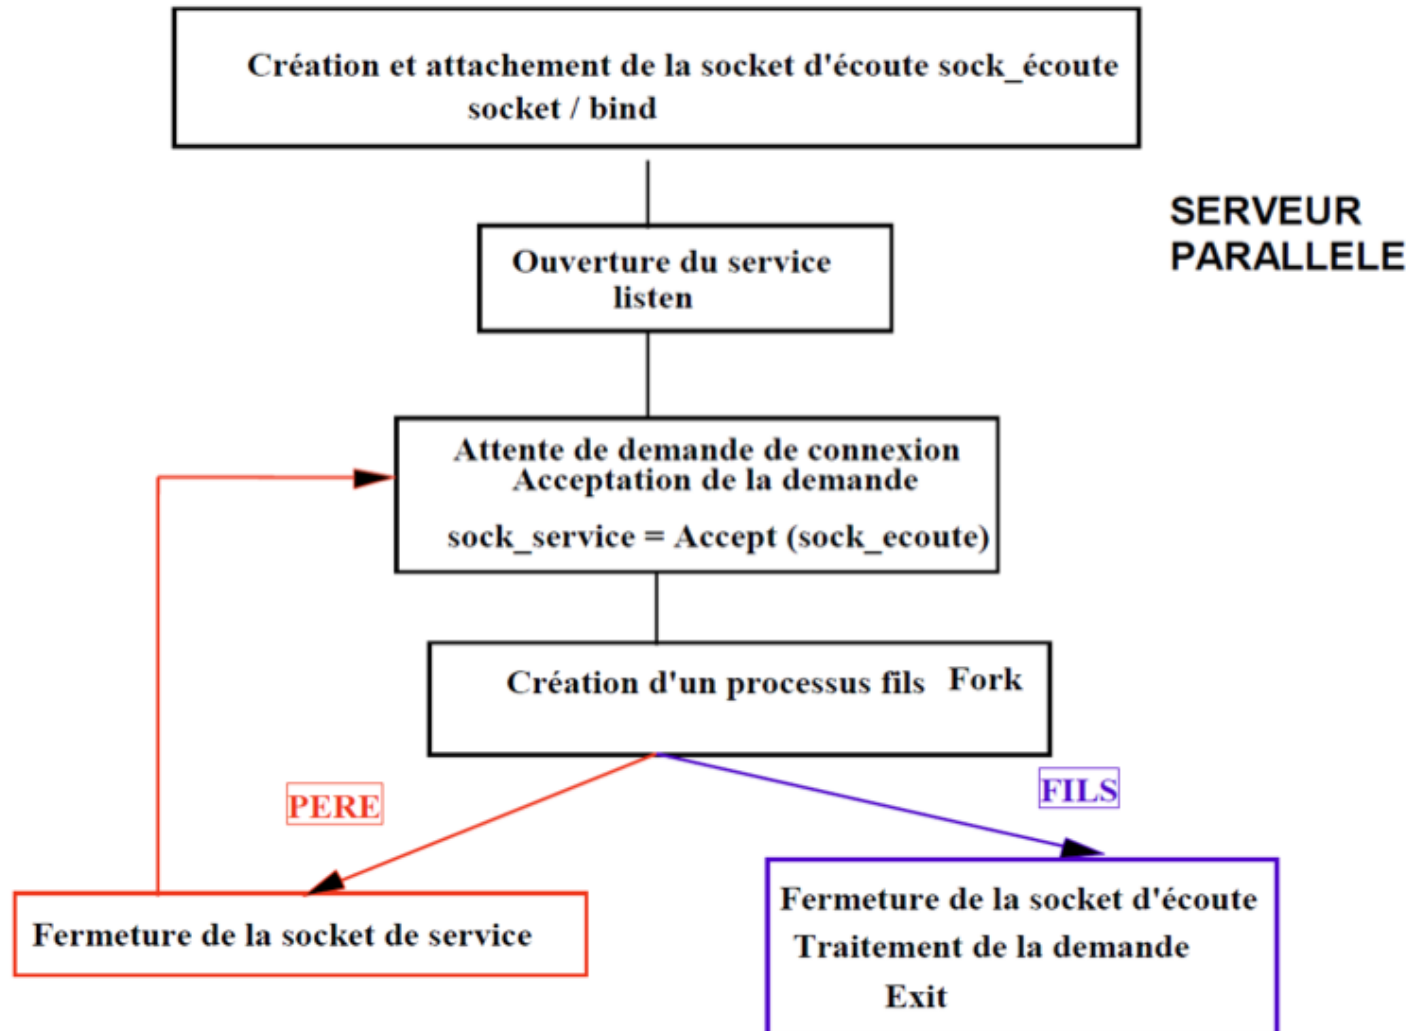 Création et attachement de la socket d'écoute sock_écoute
socket / bind
SERVEUR
PARALLELE
Ouverture du service
listen
Attente de demande de connexion
Acceptation de la demande
sock_service = Accept (sock_ecoute)
Création d'un processus fils Fork
PERE
FILS
Fermeture de la socket de service
Fermeture de la socket d'écoute
Traitement de la demande
Exit